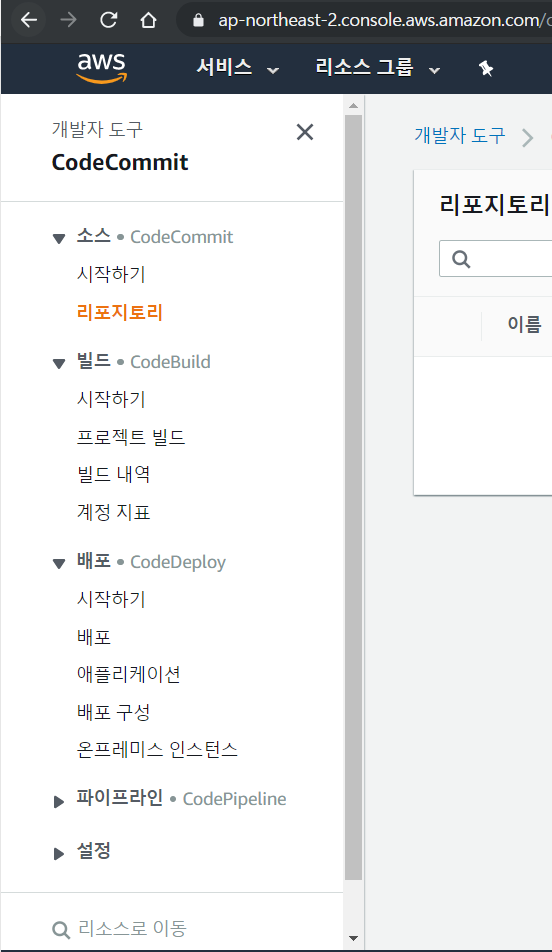 ap-northeast-2.console.aws.amazon.com/
aws 서비스 리소스 그룹
개발자 도구
CodeCommit
소스 • CodeCommit
시작하기
리포지토리
빌드 • CodeBuild
시작하기
프로젝트 빌드
빌드 내역
계정 지표
배포 • CodeDeploy
시작하기
배포
애플리케이션
배포 구성
온프레미스 인스턴스
파이프라인 • CodePipeline
설정
리소스로 이동
개발자 도구
리포지토리
이름